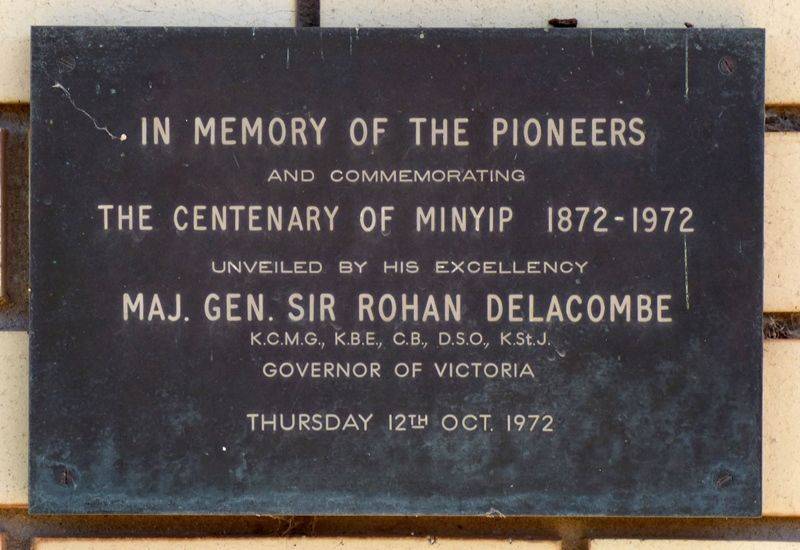 IN MEMORY OF THE PIONEERS
AND COMMEMORATING
THE CENTENARY OF MINYIP 1872-1972
UNVEILED BY HIS EXCELLENCY
MAJ. GEN. SIR ROHAN DELACOMBE
K.C.M.G., K.B.E., C.B., D.S.O., K.St.J.
GOVERNOR OF VICTORIA
THURSDAY 12TH OCT. 1972